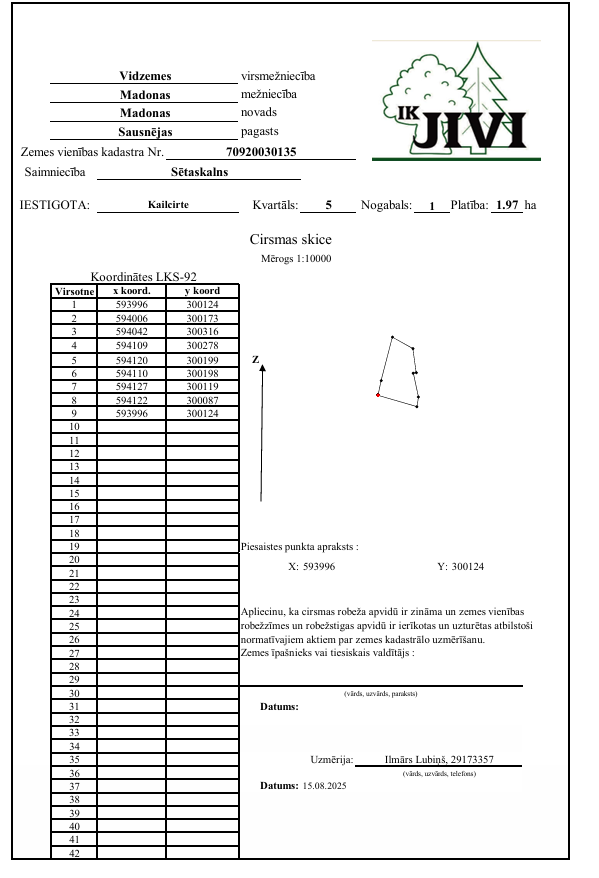 Vidzemes virsmežniecība
Madonas mežniecība
Madonas novads
Sausnējas pagasts
IK JIVI
Zemes vienības kadastra Nr. 70920030135
Saimniecība Sētaskalns
IESTIGOTA: Kailcirte Kvartāls: 5 Nogabals: 1 Platība: 1.97 ha
Cirsmas skice
Mērogs 1:10000
Koordinātes LKS-92
Virsotne x koord. y koord
1 593996 300124
2 594006 300173
3 594042 300316
4 594109 300278
5 594120 300199
6 594110 300198
7 594127 300119
8 594122 300087
9 593996 300124
10
11
12
13
14
15
16
17
18
19
20
21
22
23
24
25
26
27
28
29
30
31
32
33
34
35
36
37
38
39
40
41
42
Z
Piesaistes punkta apraksts :
X: 593996 Y: 300124
Apliecinu, ka cirsmas robeža apvidū ir zināma un zemes vienības
robežzīmes un robežstigas apvidū ir ierīkotas un uzturētas atbilstoši
normatīvajiem aktiem par zemes kadastrālo uzmērīšanu.
Zemes īpašnieks vai tiesiskais valdītājs :
(vārds, uzvārds, paraksts)
Datums:
Uzmērīja: Ilmārs Lubiņš, 29173357
(vārds, uzvārds, telefons)
Datums: 15.08.2025